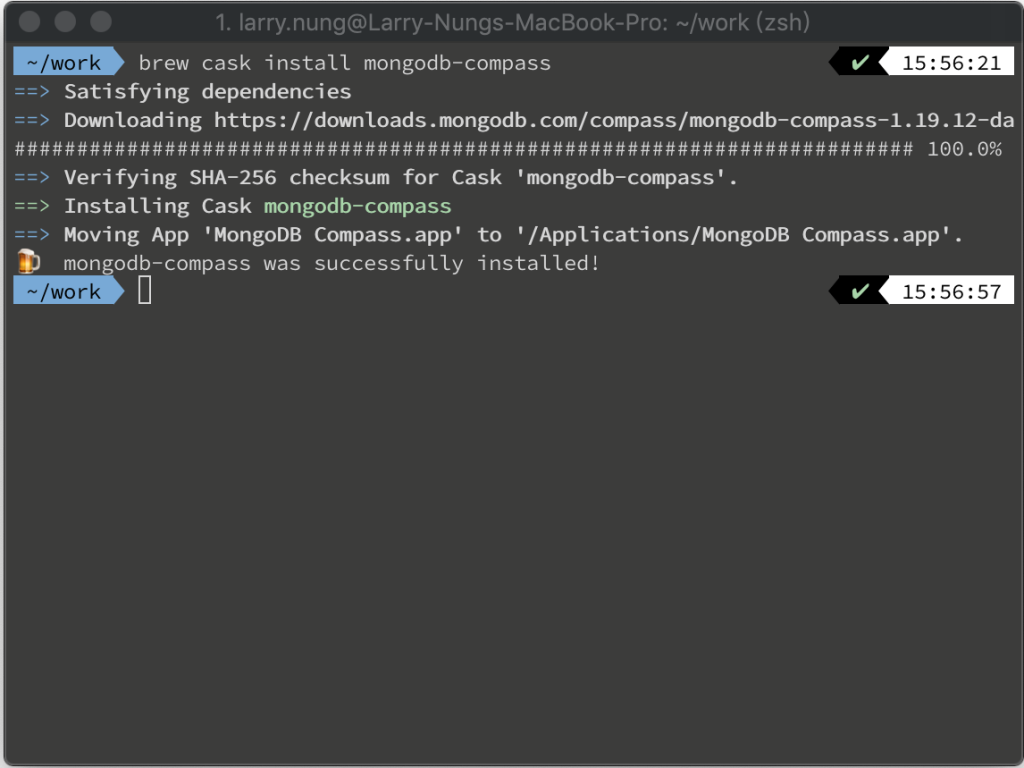 1. larry.nung@Larry-Nungs-MacBook-Pro: ~/work (zsh)
~/work brew cask install mongodb-compass ✔ 15:56:21
==> Satisfying dependencies
==> Downloading https://downloads.mongodb.com/compass/mongodb-compass-1.19.12-da
######################################################################## 100.0%
==> Verifying SHA-256 checksum for Cask 'mongodb-compass'.
==> Installing Cask mongodb-compass
==> Moving App 'MongoDB Compass.app' to '/Applications/MongoDB Compass.app'.
🍺 mongodb-compass was successfully installed!
~/work ✔ 15:56:57